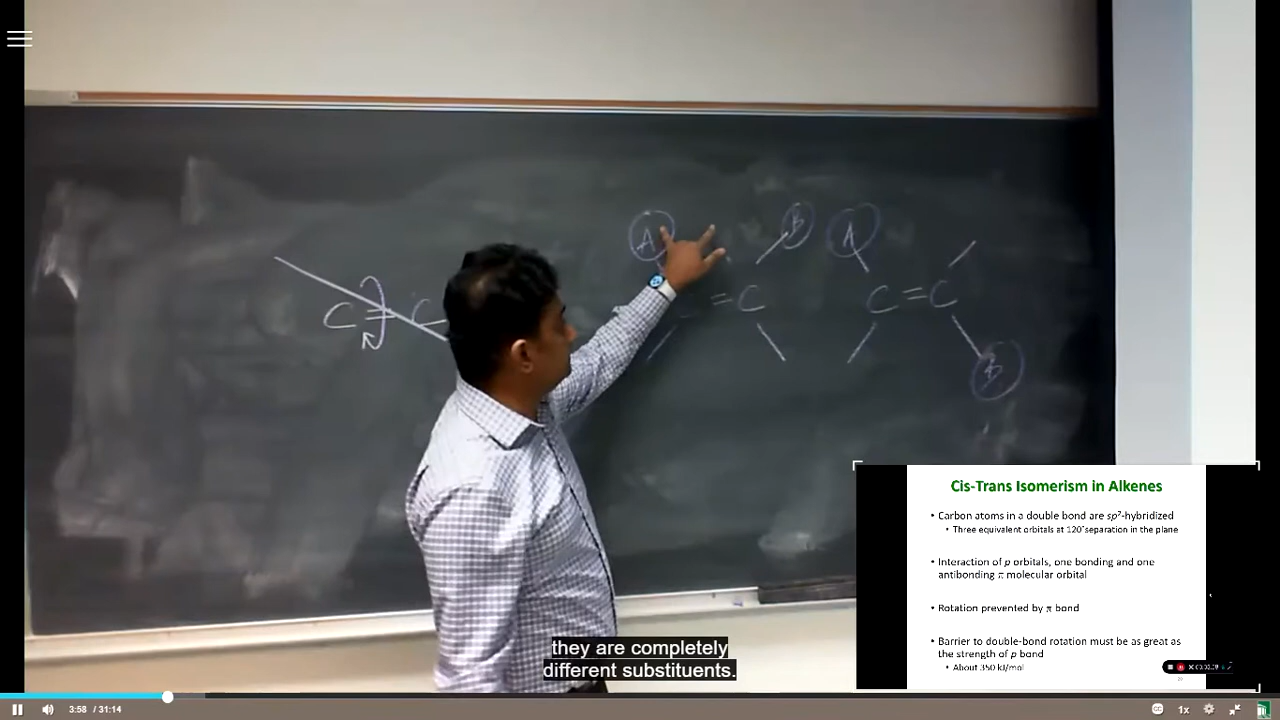 A B A
C = C
= C C = C
B
Cis-Trans Isomerism in Alkenes
• Carbon atoms in a double bond are sp²-hybridized
• Three equivalent orbitals at 120˚separation in the plane
• Interaction of p orbitals, one bonding and one
antibonding π molecular orbital
• Rotation prevented by π bond
• Barrier to double-bond rotation must be as great as
the strength of p bond
• About 350 kJ/mol
they are completely
different substituents.
3:58 / 31:14
1x